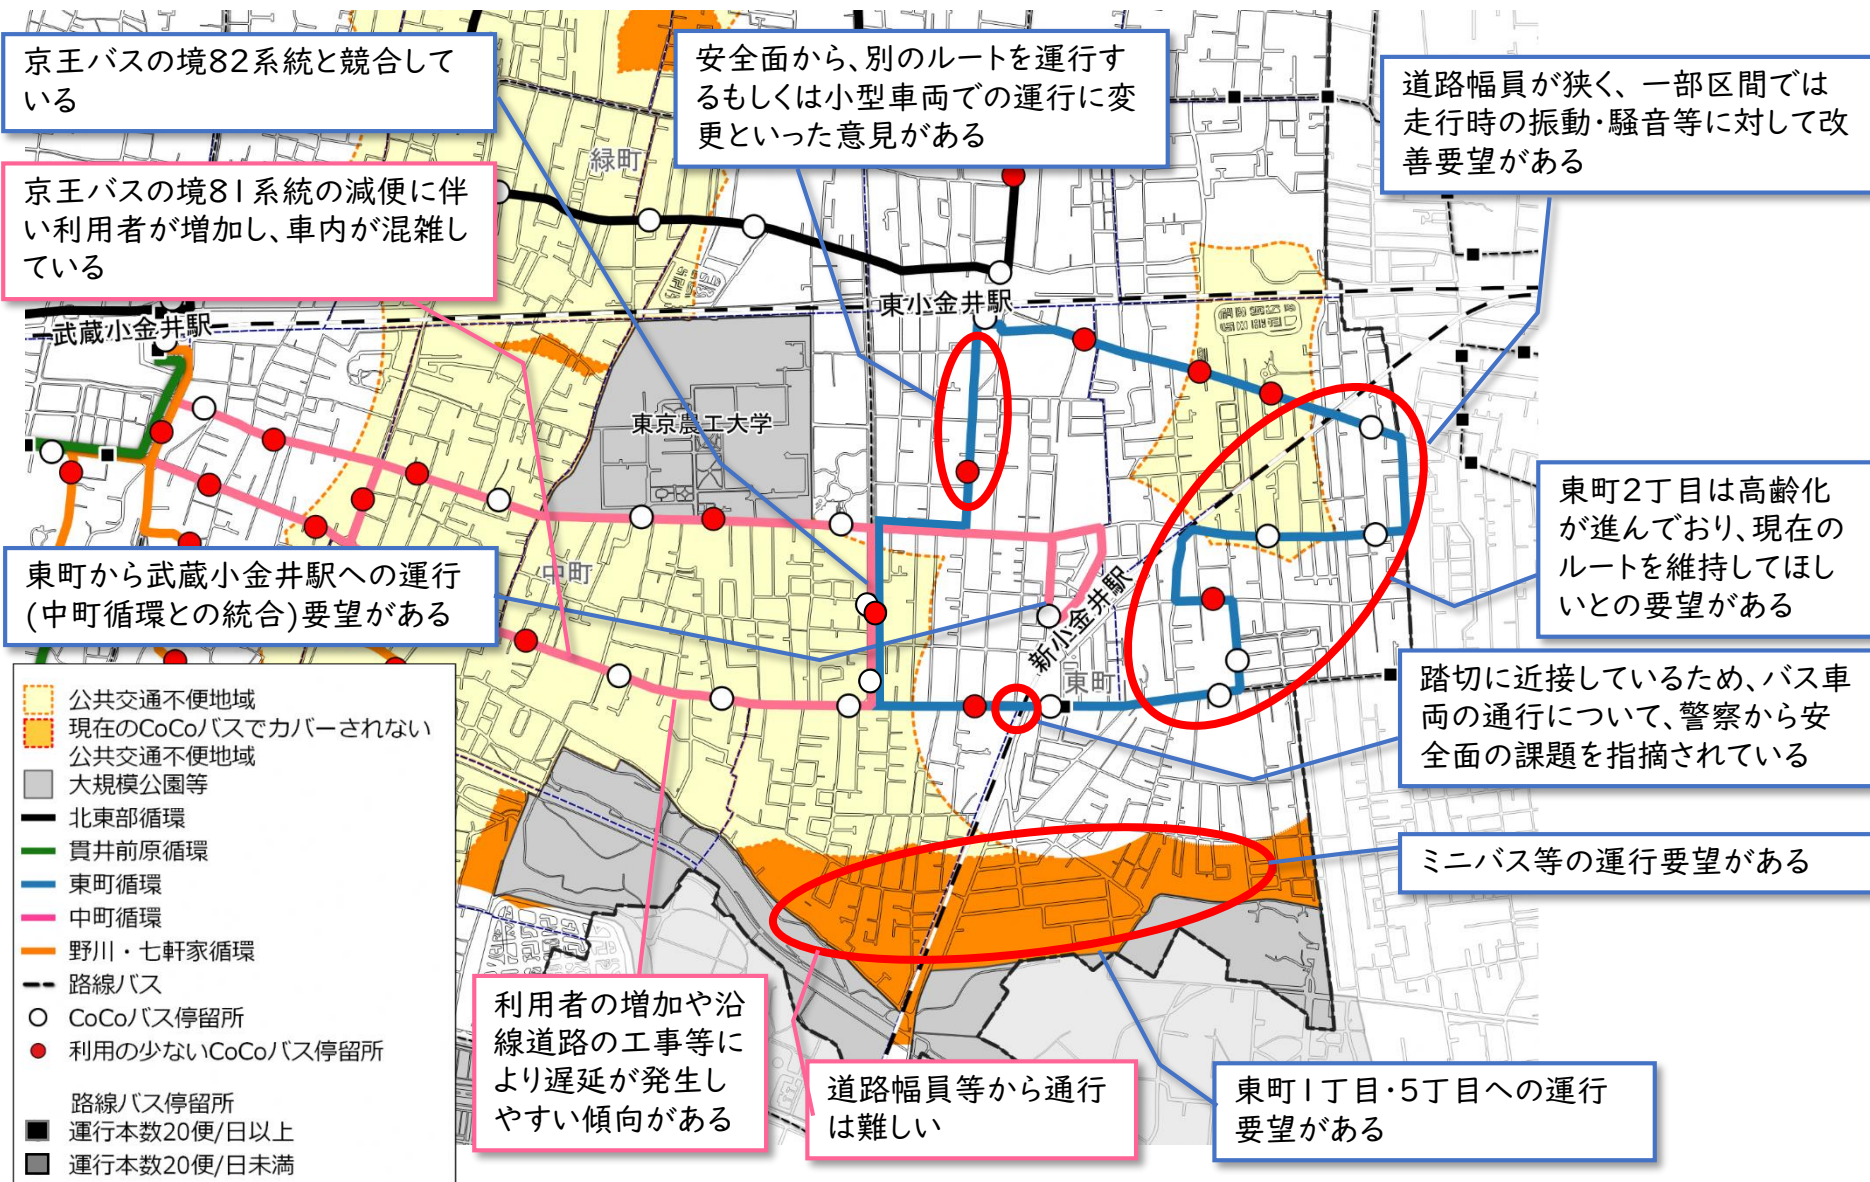 京王バスの境82系統と競合して
いる
安全面から、別のルートを運行す
るもしくは小型車両での運行に変
更といった意見がある
道路幅員が狭く、一部区間では
走行時の振動・騒音等に対して改
善要望がある
京王バスの境81系統の減便に伴
い利用者が増加し、車内が混雑し
ている
緑町
東小金井駅
武蔵小金井駅
東京農工大学
東町2丁目は高齢化
が進んでおり、現在の
ルートを維持してほし
いとの要望がある
東町から武蔵小金井駅への運行
(中町循環との統合)要望がある
中町
新小金井駅
東町
踏切に近接しているため、バス車
両の通行について、警察から安
全面の課題を指摘されている
ミニバス等の運行要望がある
公共交通不便地域
現在のCoCoバスでカバーされない
公共交通不便地域
大規模公園等
北東部循環
貫井前原循環
東町循環
中町循環
野川・七軒家循環
路線バス
CoCoバス停留所
利用の少ないCoCoバス停留所
路線バス停留所
運行本数20便/日以上
運行本数20便/日未満
利用者の増加や沿
線道路の工事等に
より遅延が発生し
やすい傾向がある
道路幅員等から通行
は難しい
東町1丁目・5丁目への運行
要望がある